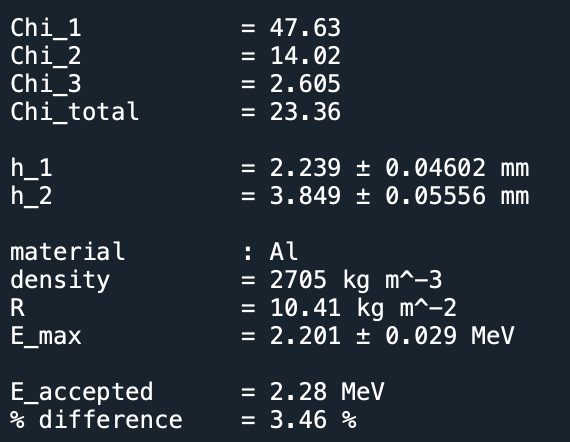 Chi_1 = 47.63
Chi_2 = 14.02
Chi_3 = 2.605
Chi_total = 23.36
h_1 = 2.239 ± 0.04602 mm
h_2 = 3.849 ± 0.05556 mm
material : Al
density = 2705 kg m^-3
R = 10.41 kg m^-2
E_max = 2.201 ± 0.029 MeV
E_accepted = 2.28 MeV
% difference = 3.46 %